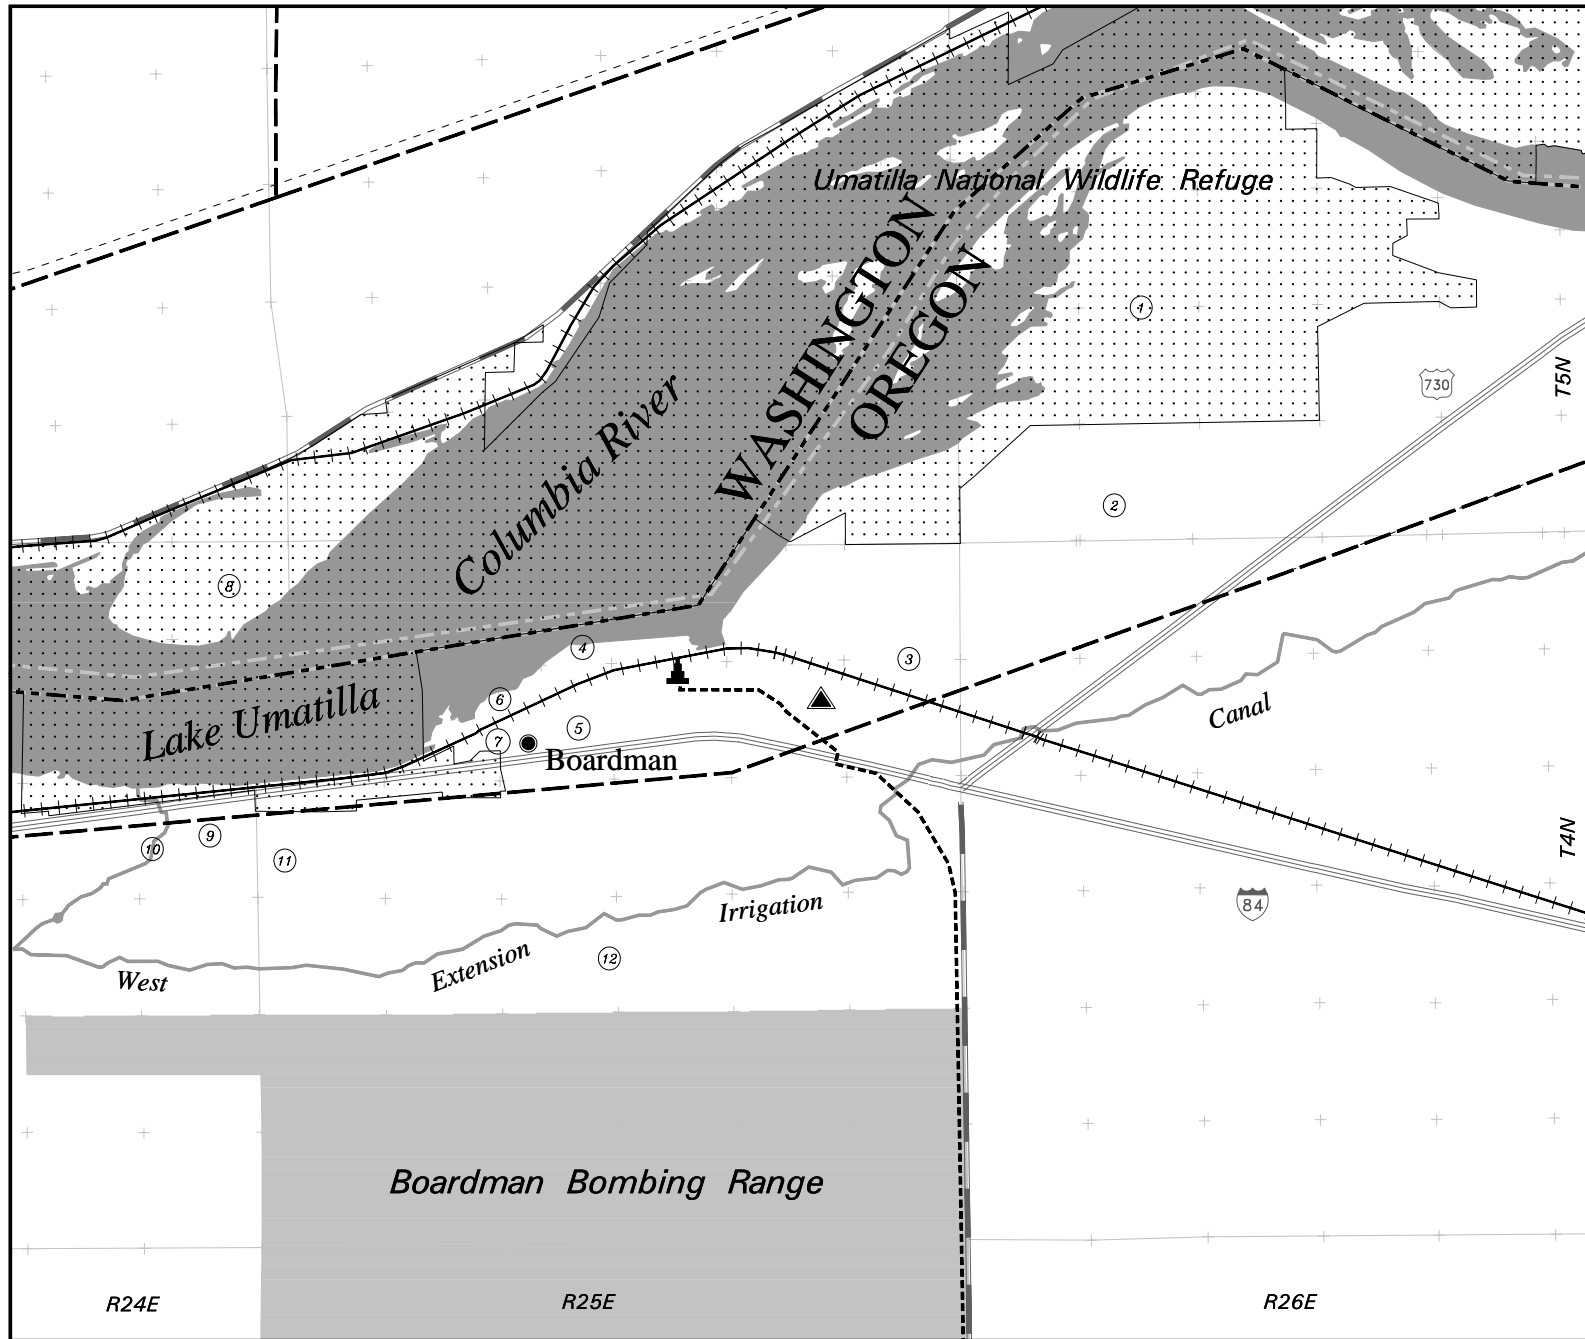 Umatilla National Wildlife Refuge
WASHINGTON
OREGON
1
730
T5N
Columbia River
2
8
4
3
6
Lake Umatilla
5
7
Boardman
Canal
9
10
11
T4N
84
Irrigation
Extension
12
West
Boardman Bombing Range
R24E
R25E
R26E